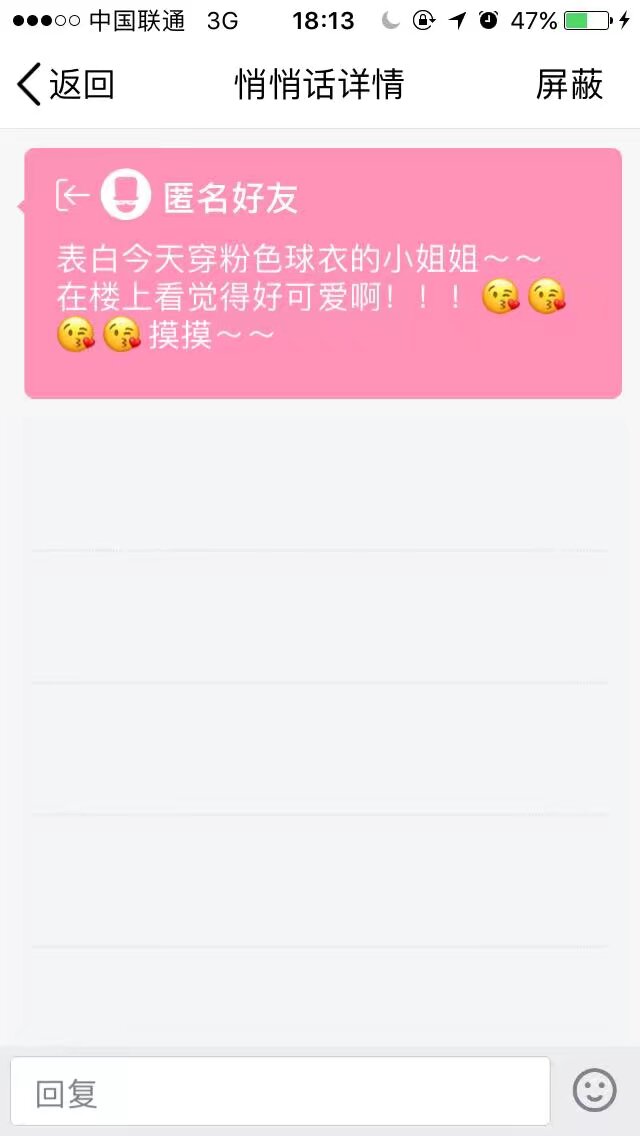 中国联通 3G 18:13 47%
返回 悄悄话详情 屏蔽
匿名好友
表白今天穿粉色球衣的小姐姐～～
在楼上看觉得好可爱啊！！！😘😘
😘😘摸摸～～
回复